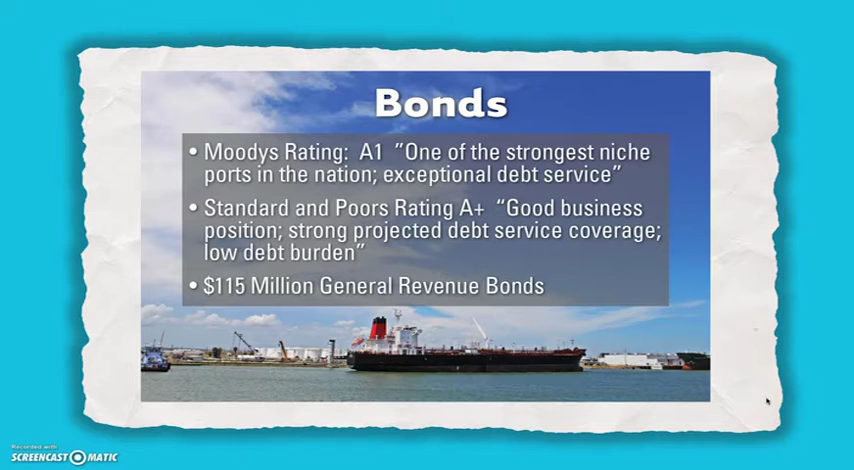 Bonds
• Moodys Rating:  A1  "One of the strongest niche
ports in the nation; exceptional debt service"
• Standard and Poors Rating A+  "Good business
position; strong projected debt service coverage;
low debt burden"
• $115 Million General Revenue Bonds
Recorded with
SCREENCAST-O-MATIC